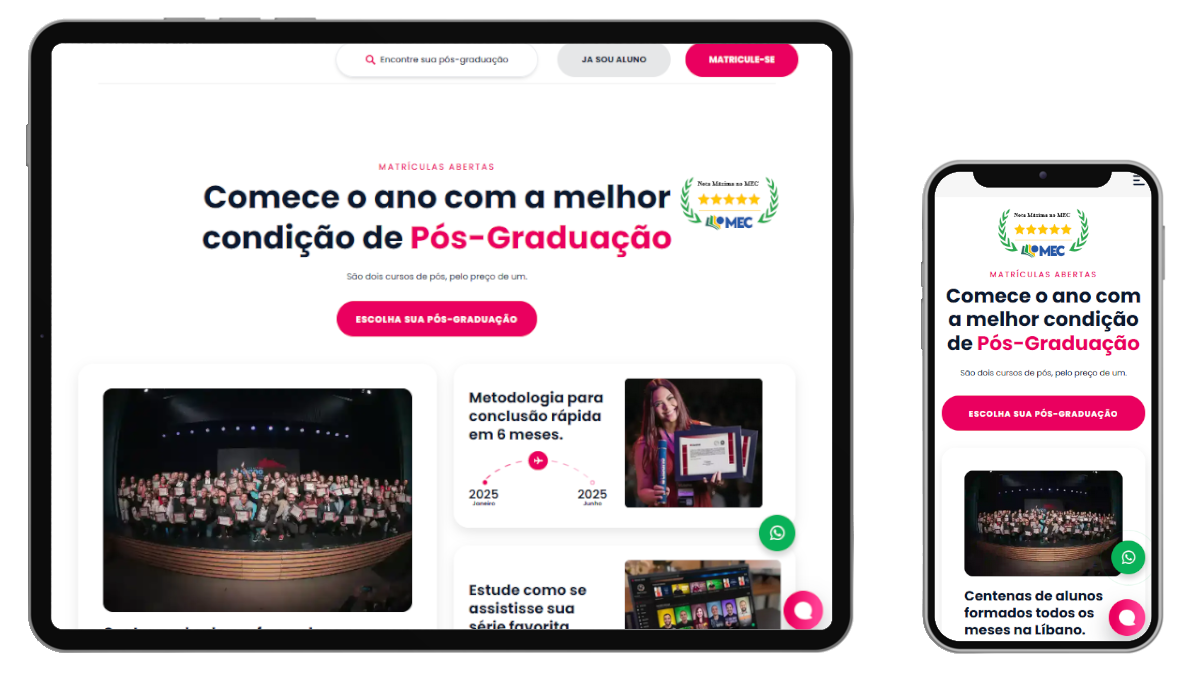 Encontre sua pós-graduação
JA SOU ALUNO
MATRICULE-SE
MATRÍCULAS ABERTAS
Comece o ano com a melhor
condição de Pós-Graduação
Nota Máxima no MEC
MEC
São dois cursos de pós, pelo preço de um.
ESCOLHA SUA PÓS-GRADUAÇÃO
Metodologia para
conclusão rápida
em 6 meses.
2025
Janeiro
2025
Junho
Estude como se
assistisse sua
série favorita
Nota Máxima no MEC
MEC
MATRÍCULAS ABERTAS
Comece o ano com
a melhor condição
de Pós-Graduação
São dois cursos de pós, pelo preço de um.
ESCOLHA SUA PÓS-GRADUAÇÃO
Centenas de alunos
formados todos os
meses na Líbano.